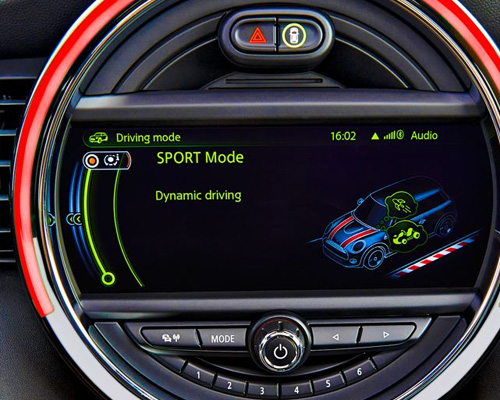 Driving mode 16:02 Audio
SPORT Mode
Dynamic driving
MODE
1 2 3 4 5 6